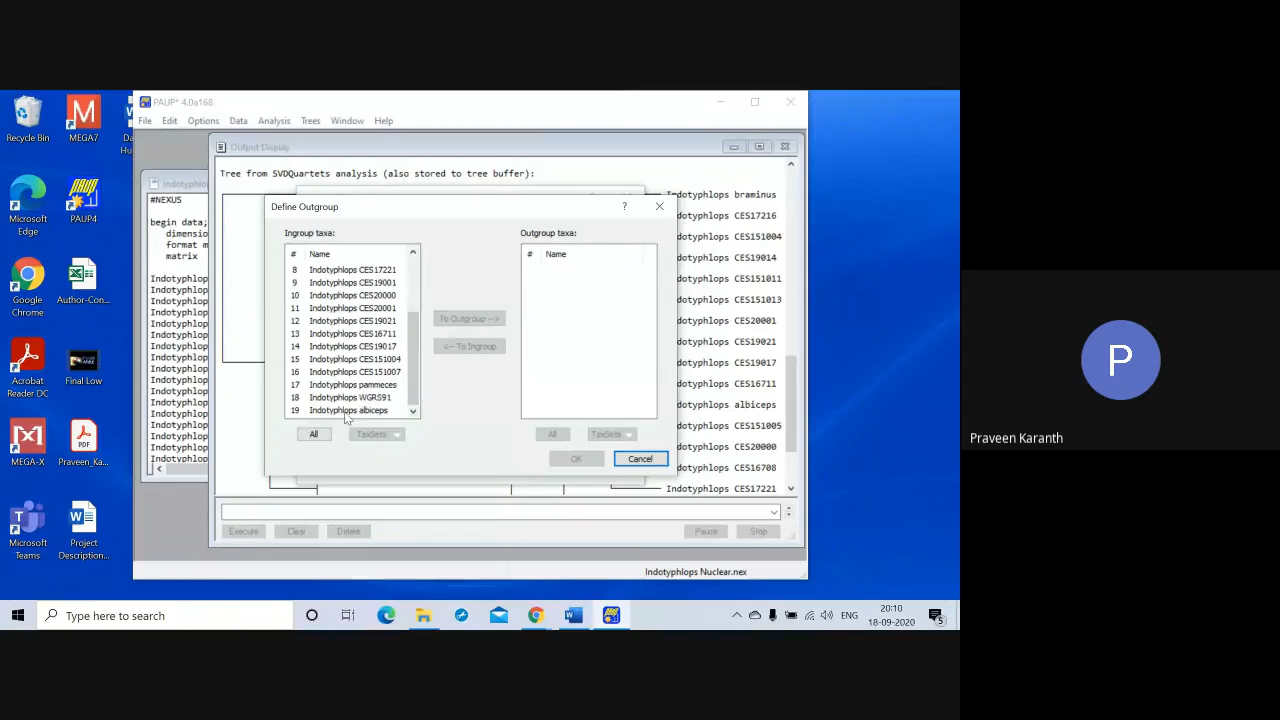 PAUP* 4.0a168
File Edit Options Data Analysis Trees Window Help
Output Display
Tree from SVDQuartets analysis (also stored to tree buffer):
#NEXUS
begin data;
matrix
Define Outgroup
?
Ingroup taxa:
Outgroup taxa:
# Name
# Name
8 Indotyphlops CES17221
9 Indotyphlops CES19001
10 Indotyphlops CES20000
11 Indotyphlops CES20001
12 Indotyphlops CES19021
13 Indotyphlops CES16711
14 Indotyphlops CES19017
15 Indotyphlops CES151004
16 Indotyphlops CES151007
17 Indotyphlops pammeces
18 Indotyphlops WGRS91
19 Indotyphlops albiceps
To Outgroup -->
<-- To Ingroup
All TaxSets
All TaxSets
OK Cancel
Indotyphlops braminus
Indotyphlops CES17216
Indotyphlops CES151004
Indotyphlops CES19014
Indotyphlops CES151011
Indotyphlops CES151013
Indotyphlops CES20001
Indotyphlops CES19021
Indotyphlops CES19017
Indotyphlops CES16711
Indotyphlops albiceps
Indotyphlops CES151005
Indotyphlops CES20000
Indotyphlops CES16708
Indotyphlops CES17221
Execute Clear Delete Pause Stop
Indotyphlops Nuclear.nex
Recycle Bin
MEGA7
Microsoft
Edge
PAUP4
Google
Chrome
Author-Con...
Acrobat
Reader DC
Final Low
MEGA-X
Praveen_Ka...
Microsoft
Teams
Project
Description...
Type here to search
ENG
20:10
18-09-2020
5
P
Praveen Karanth